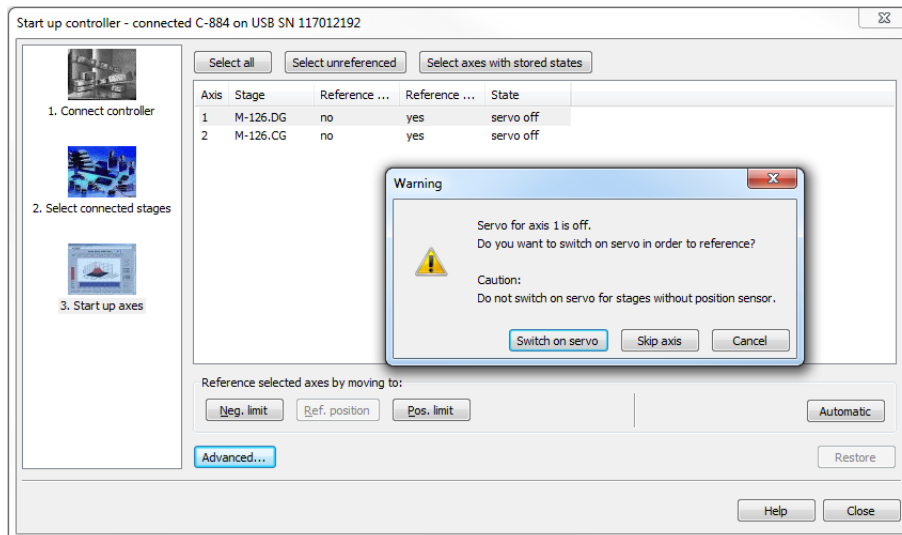 Start up controller - connected C-884 on USB SN 117012192
1. Connect controller
2. Select connected stages
3. Start up axes
Select all Select unreferenced Select axes with stored states
Axis Stage Reference ... Reference ... State
1 M-126.DG no yes servo off
2 M-126.CG no yes servo off
Warning
Servo for axis 1 is off.
Do you want to switch on servo in order to reference?
Caution:
Do not switch on servo for stages without position sensor.
Switch on servo Skip axis Cancel
Reference selected axes by moving to:
Neg. limit Ref. position Pos. limit Automatic
Advanced... Restore
Help Close